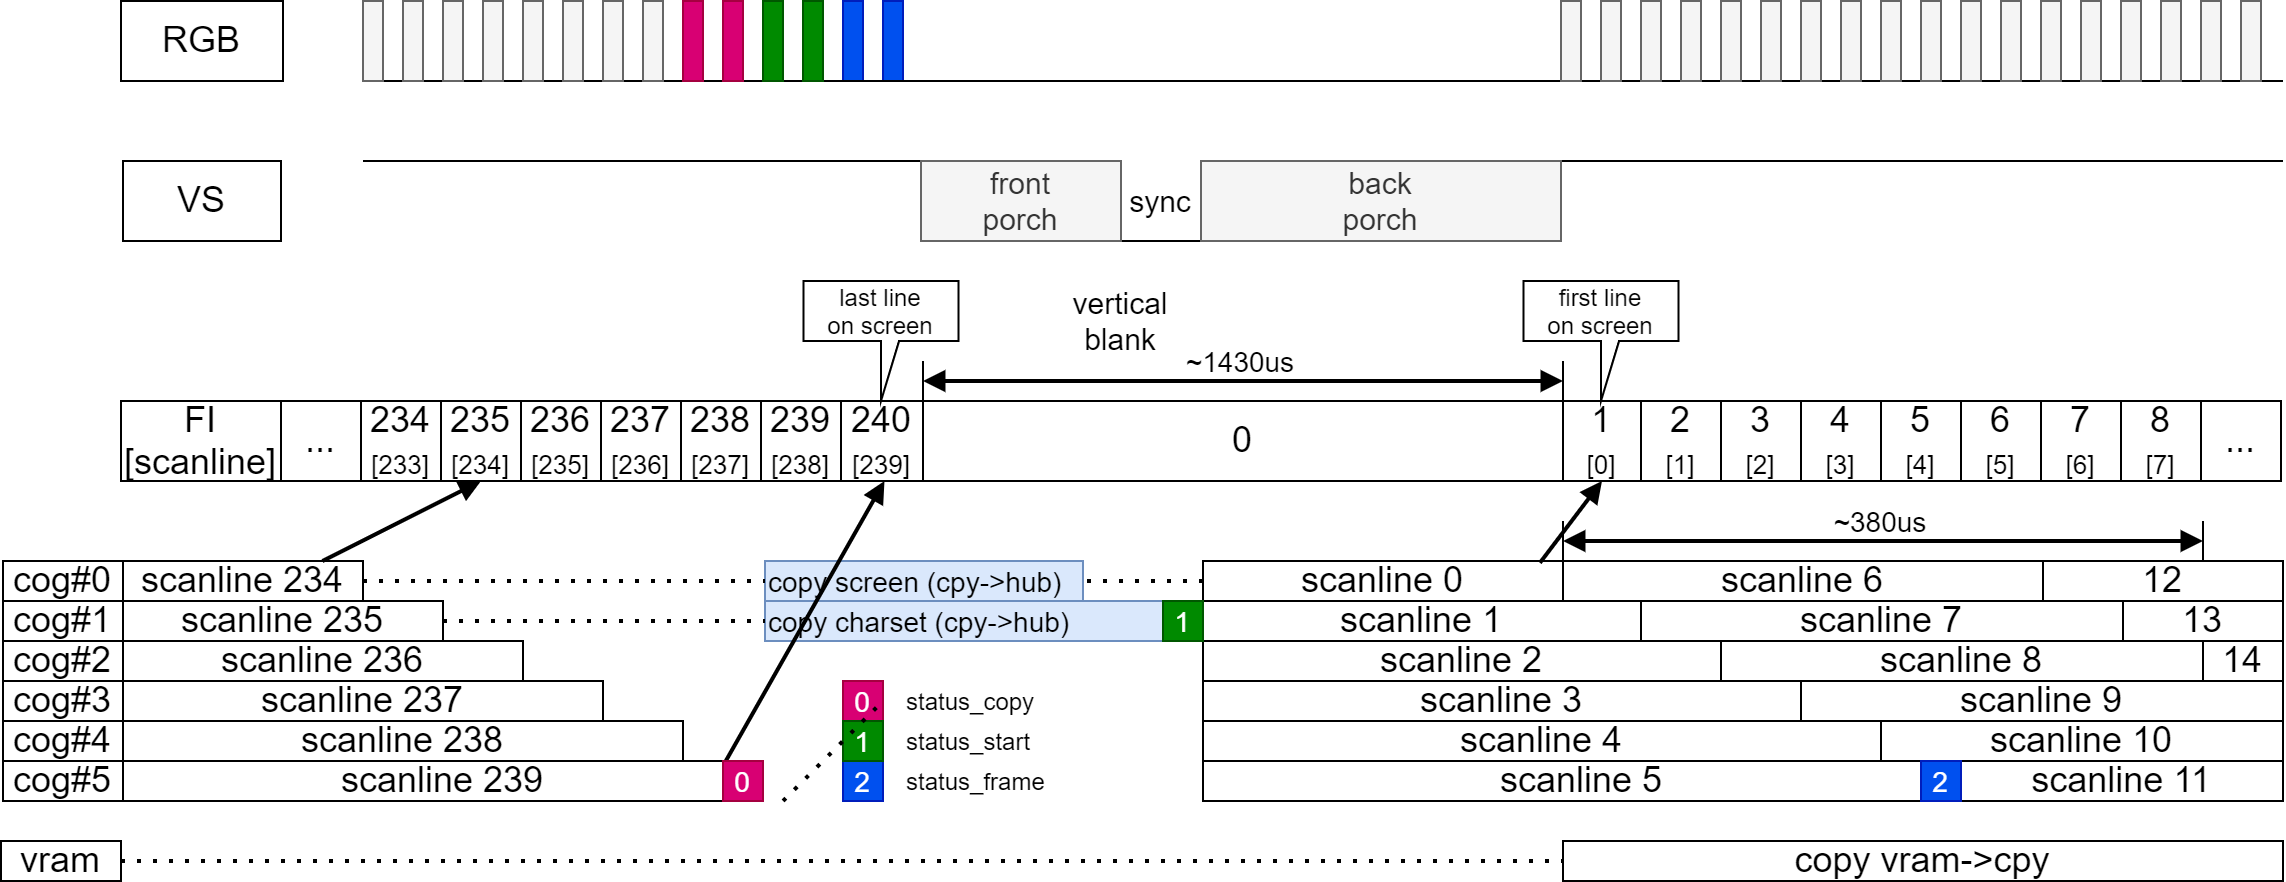 RGB
VS
front
porch
sync
back
porch
last line
on screen
vertical
blank
~1430us
first line
on screen
FI
[scanline]
... 234 235 236 237 238 239 240 0 1 2 3 4 5 6 7 8 ...
[233] [234] [235] [236] [237] [238] [239] [0] [1] [2] [3] [4] [5] [6] [7]
~380us
cog#0 scanline 234 copy screen (cpy->hub) scanline 0 scanline 6 12
cog#1 scanline 235 copy charset (cpy->hub) 1 scanline 1 scanline 7 13
cog#2 scanline 236 scanline 2 scanline 8 14
cog#3 scanline 237 0 status_copy scanline 3 scanline 9
cog#4 scanline 238 1 status_start scanline 4 scanline 10
cog#5 scanline 239 0 2 status_frame scanline 5 2 scanline 11
vram copy vram->cpy